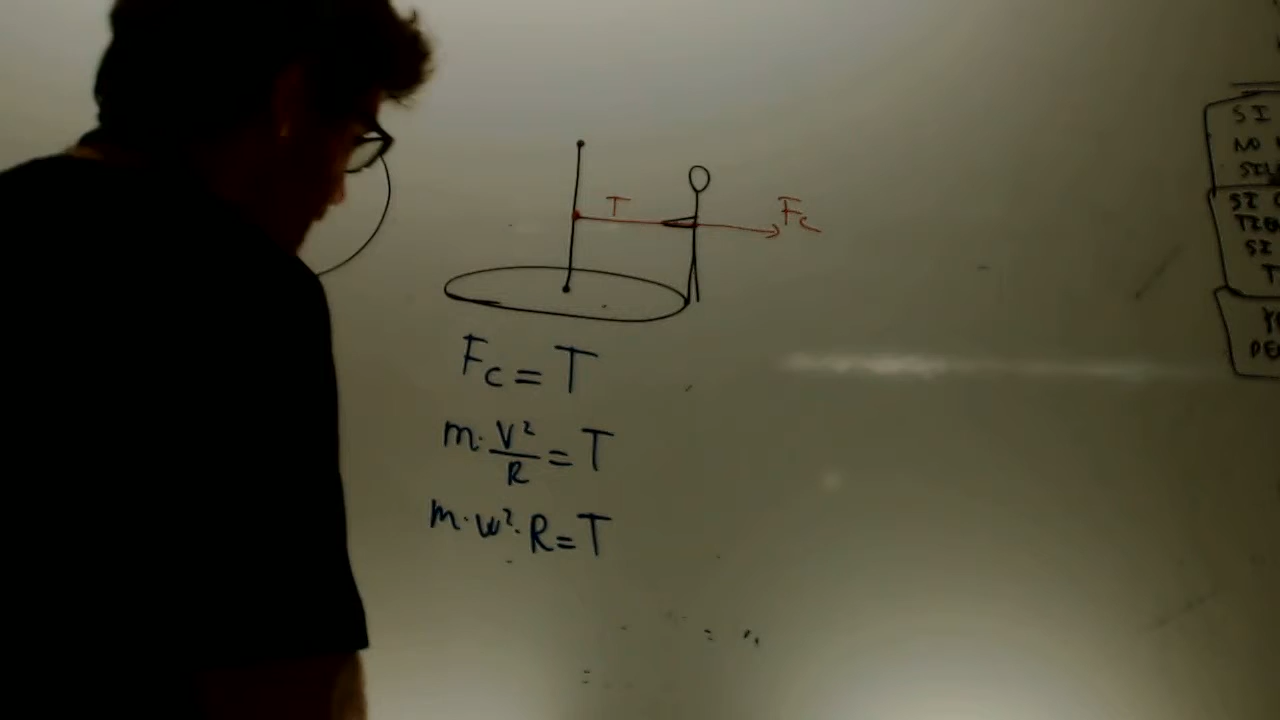 T
Fc
Fc = T
m · V²/R = T
m · w² · R = T
SI
NO
SI
SI
T